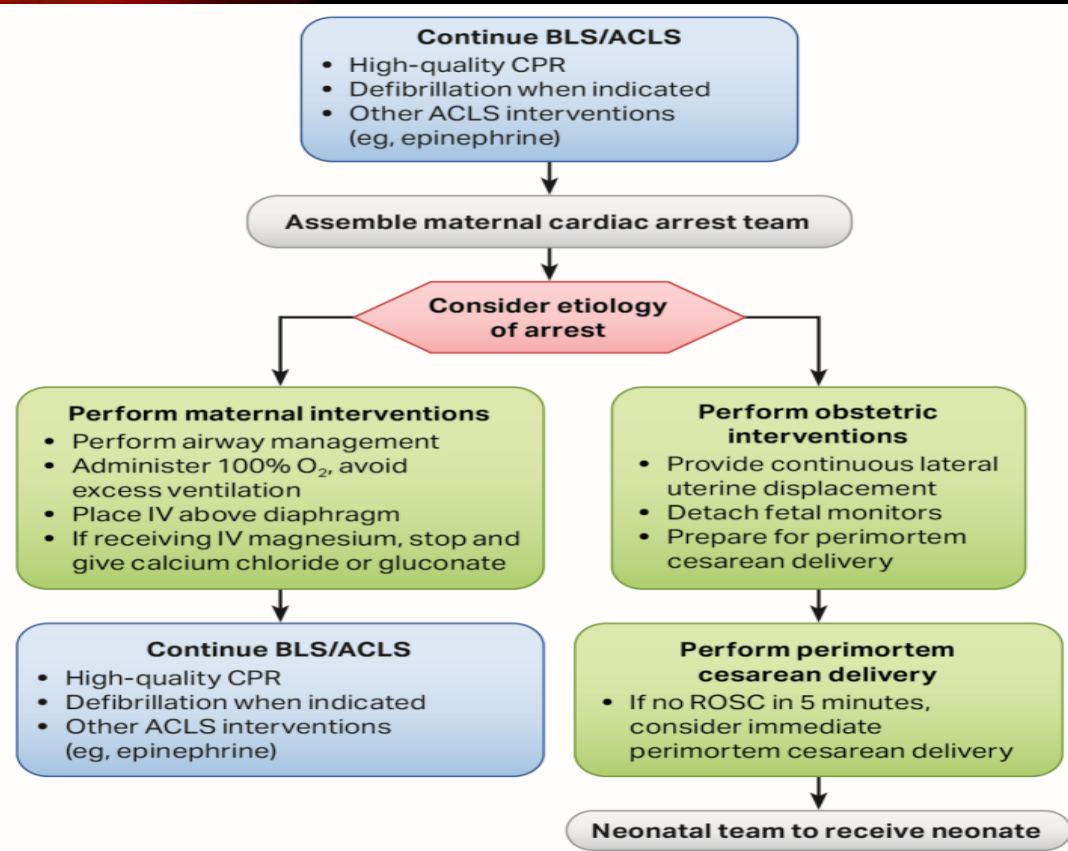 Continue BLS/ACLS
• High-quality CPR
• Defibrillation when indicated
• Other ACLS interventions
(eg, epinephrine)
Assemble maternal cardiac arrest team
Consider etiology
of arrest
Perform maternal interventions
• Perform airway management
• Administer 100% O₂, avoid
excess ventilation
• Place IV above diaphragm
• If receiving IV magnesium, stop and
give calcium chloride or gluconate
Continue BLS/ACLS
• High-quality CPR
• Defibrillation when indicated
• Other ACLS interventions
(eg, epinephrine)
Perform obstetric
interventions
• Provide continuous lateral
uterine displacement
• Detach fetal monitors
• Prepare for perimortem
cesarean delivery
Perform perimortem
cesarean delivery
• If no ROSC in 5 minutes,
consider immediate
perimortem cesarean delivery
Neonatal team to receive neonate